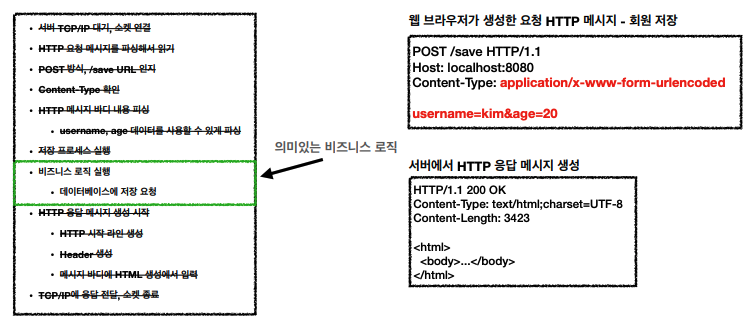 서버 TCP/IP 대기, 소켓 연결
HTTP 요청 메시지를 파싱해서 읽기
POST 방식, /save URL 인지
Content-Type 확인
HTTP 메시지 바디 내용 파싱
username, age 데이터를 사용할 수 있게 파싱
저장 프로세스 실행
비즈니스 로직 실행
데이터베이스에 저장 요청
HTTP 응답 메시지 생성 시작
HTTP 시작 라인 생성
Header 생성
메시지 바디에 HTML 생성에서 입력
TCP/IP에 응답 전달, 소켓 종료
의미있는 비즈니스 로직
웹 브라우저가 생성한 요청 HTTP 메시지 - 회원 저장
POST /save HTTP/1.1
Host: localhost:8080
Content-Type: application/x-www-form-urlencoded
username=kim&age=20
서버에서 HTTP 응답 메시지 생성
HTTP/1.1 200 OK
Content-Type: text/html;charset=UTF-8
Content-Length: 3423
<html>
<body>...</body>
</html>